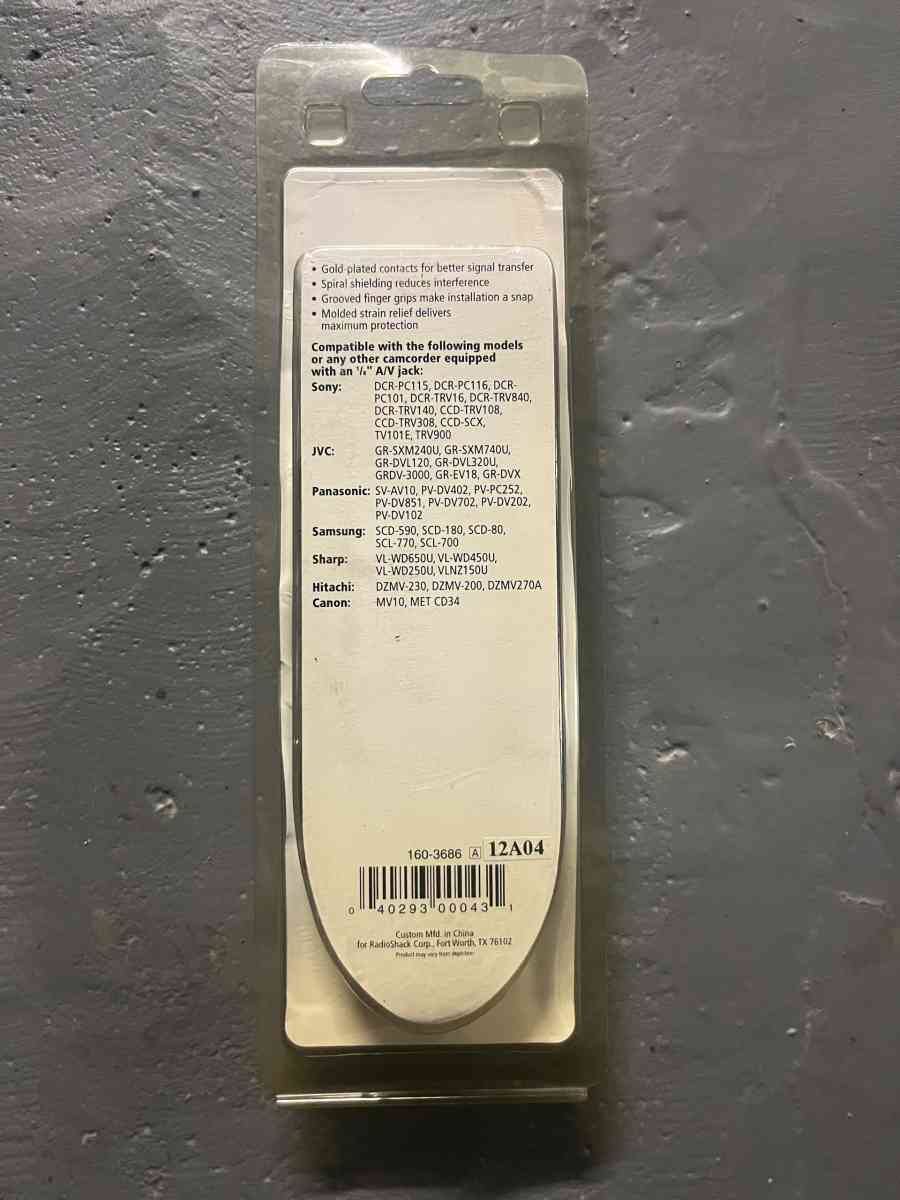 • Gold-plated contacts for better signal transfer
• Spiral shielding reduces interference
• Grooved finger grips make installation a snap
• Molded strain relief delivers
maximum protection
Compatible with the following models
or any other camcorder equipped
with an 1/8" A/V jack:
Sony: DCR-PC115, DCR-PC116, DCR-
PC101, DCR-TRV16, DCR-TRV840,
DCR-TRV140, CCD-TRV108,
CCD-TRV308, CCD-SCX,
TV101E, TRV900
JVC: GR-SXM240U, GR-SXM740U,
GR-DVL120, GR-DVL320U,
GRDV-3000, GR-EV18, GR-DVX
Panasonic: SV-AV10, PV-DV402, PV-PC252,
PV-DV851, PV-DV702, PV-DV202,
PV-DV102
Samsung: SCD-590, SCD-180, SCD-80,
SCL-770, SCL-700
Sharp: VL-WD650U, VL-WD450U,
VL-WD250U, VLNZ150U
Hitachi: DZMV-230, DZMV-200, DZMV270A
Canon: MV10, MET CD34
160-3686 A 12A04
0 40293 00043 1
Custom Mfd. in China
for RadioShack Corp., Fort Worth, TX 76102
Product may vary from depiction